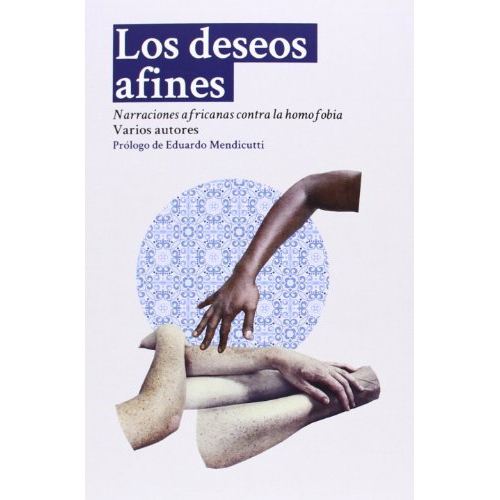 Los deseos
afines
Narraciones africanas contra la homofobia
Varios autores
Prólogo de Eduardo Mendicutti